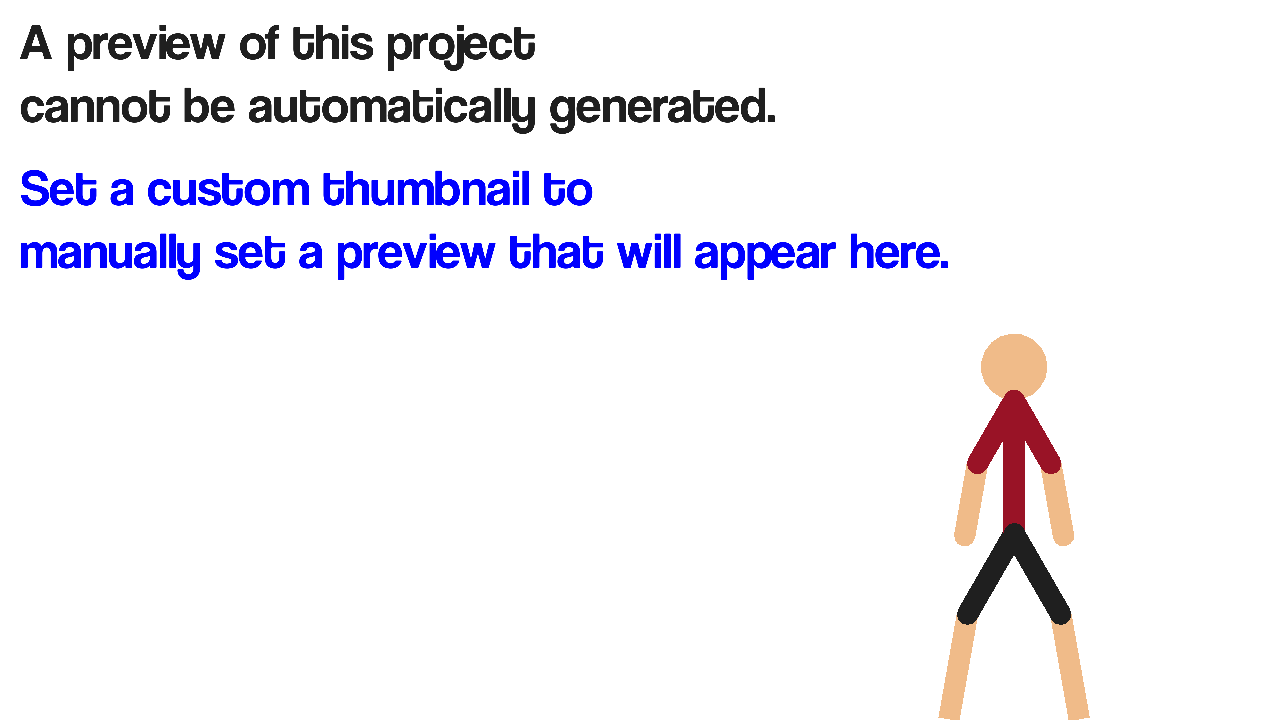 A preview of this project
cannot be automatically generated.
Set a custom thumbnail to
manually set a preview that will appear here.